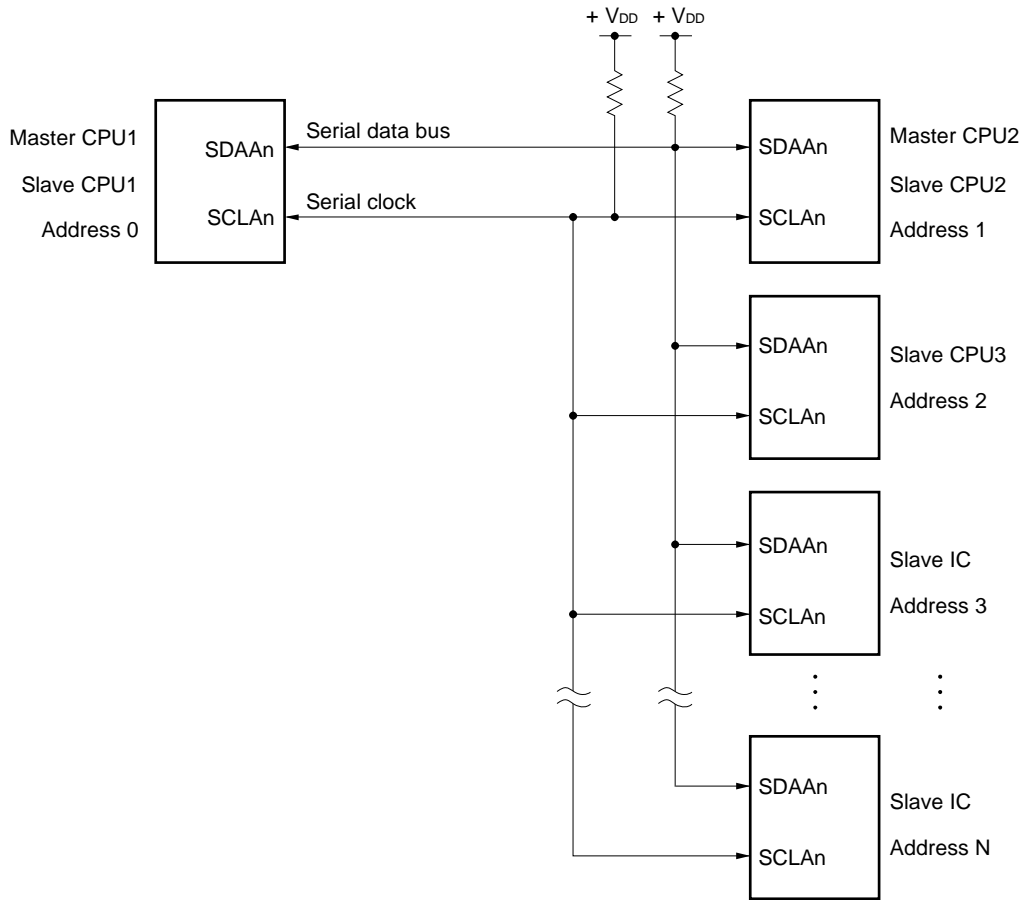 + VDD + VDD
Master CPU1
Slave CPU1
Address 0
SDAAn
SCLAn
Serial data bus
Serial clock
SDAAn
SCLAn
Master CPU2
Slave CPU2
Address 1
SDAAn
SCLAn
Slave CPU3
Address 2
SDAAn
SCLAn
Slave IC
Address 3
SDAAn
SCLAn
Slave IC
Address N